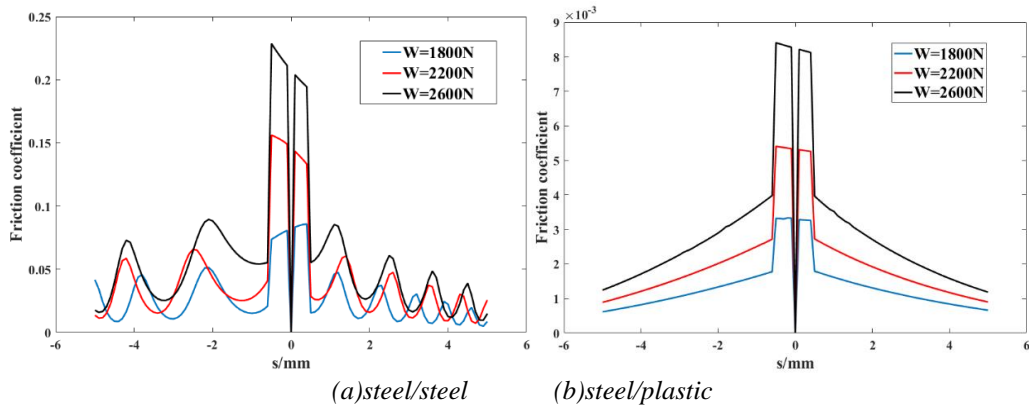 0.25
0.2
0.15
0.1
0.05
0
Friction coefficient
-6 -4 -2 0 2 4 6
s/mm
W=1800N
W=2200N
W=2600N
×10⁻³
9
8
7
6
5
4
3
2
1
0
Friction coefficient
-6 -4 -2 0 2 4 6
s/mm
W=1800N
W=2200N
W=2600N
(a)steel/steel (b)steel/plastic